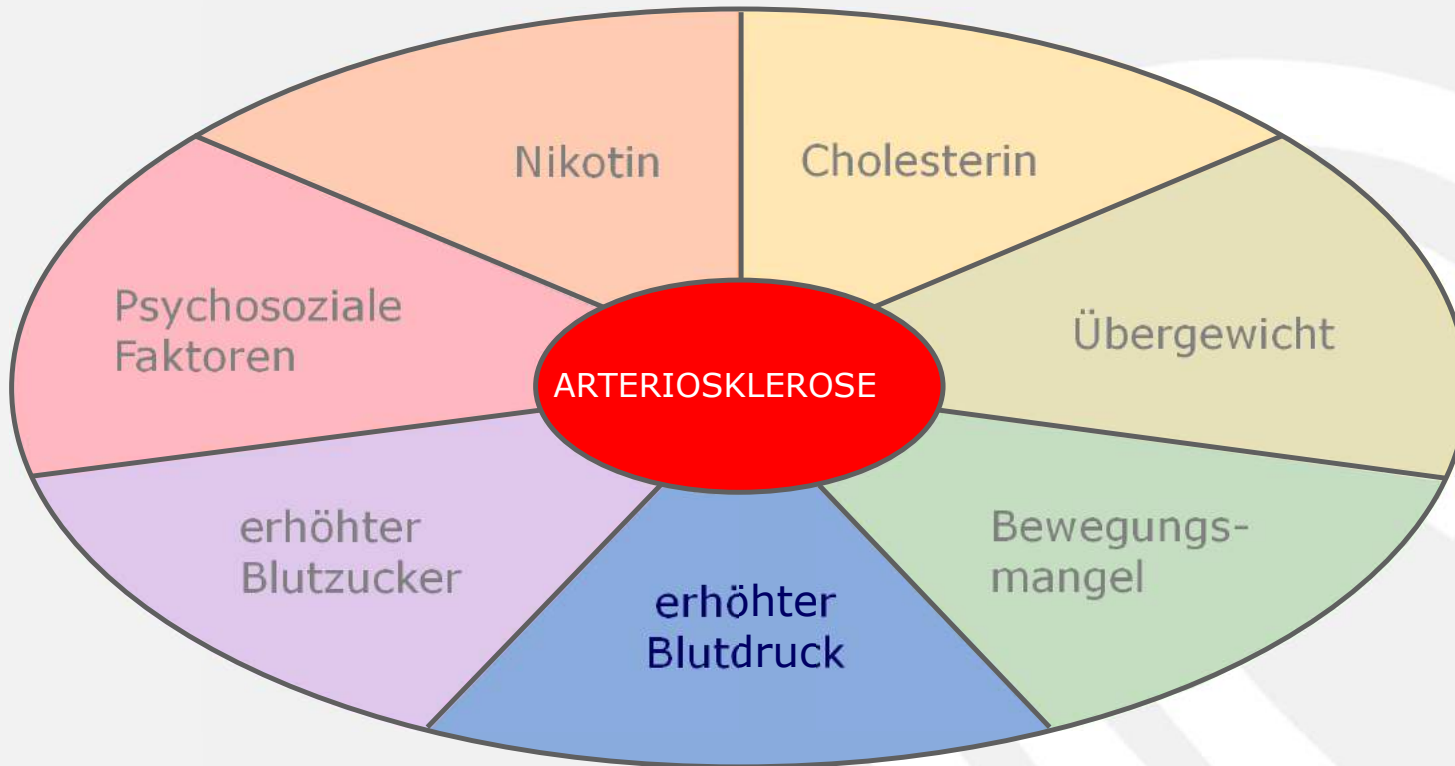 Nikotin
Cholesterin
Psychosoziale
Faktoren
Übergewicht
ARTERIOSKLEROSE
erhöhter
Blutzucker
Bewegungs-
mangel
erhöhter
Blutdruck